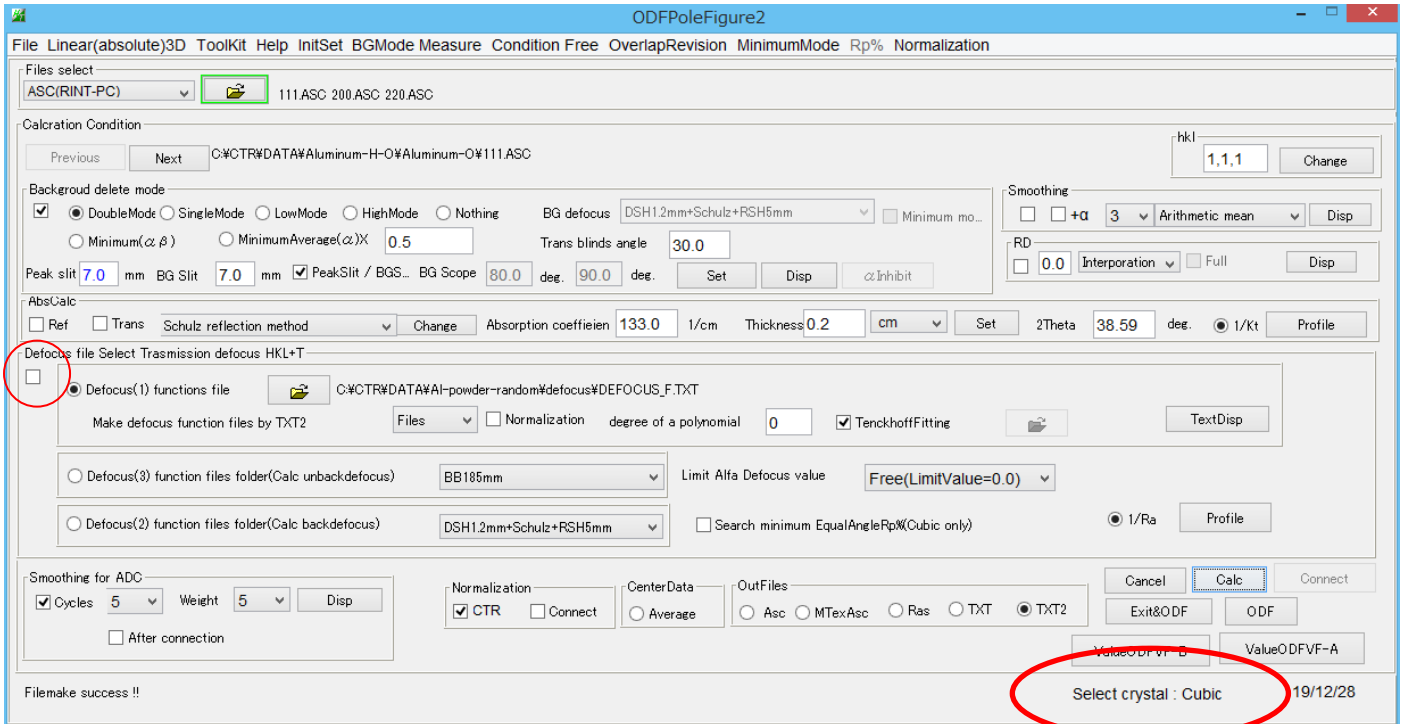 ODFPoleFigure2
File Linear(absolute)3D ToolKit Help InitSet BGMode Measure Condition Free OverlapRevision MinimumMode Rp% Normalization
Files select
ASC(RINT-PC) 111.ASC 200.ASC 220.ASC
Calcration Condition
Previous Next C:¥CTR¥DATA¥Aluminum-H-O¥Aluminum-O¥111.ASC
hkl
1,1,1 Change
Backgroud delete mode
DoubleMode SingleMode LowMode HighMode Nothing BG defocus DSH1.2mm+Schulz+RSH5mm Minimum mo...
Minimum(αβ) MinimumAverage(α)X 0.5 Trans blinds angle 30.0
Peak slit 7.0 mm BG Slit 7.0 mm PeakSlit / BGS... BG Scope 80.0 deg. 90.0 deg. Set Disp αInhibit
Smoothing
+α 3 Arithmetic mean Disp
RD
0.0 Interporation Full Disp
AbsCalc
Ref Trans Schulz reflection method Change Absorption coeffieien 133.0 1/cm Thickness 0.2 cm Set 2Theta 38.59 deg. 1/Kt Profile
Defocus file Select Trasmission defocus HKL+T
Defocus(1) functions file C:¥CTR¥DATA¥Al-powder-random¥defocus¥DEFOCUS_F.TXT
Make defocus function files by TXT2 Files Normalization degree of a polynomial 0 TenckhoffFitting TextDisp
Defocus(3) function files folder(Calc unbackdefocus) BB185mm Limit Alfa Defocus value Free(LimitValue=0.0)
Defocus(2) function files folder(Calc backdefocus) DSH1.2mm+Schulz+RSH5mm Search minimum EqualAngleRp%(Cubic only) 1/Ra Profile
Smoothing for ADC
Cycles 5 Weight 5 Disp
After connection
Normalization
CTR Connect
CenterData
Average
OutFiles
Asc MTexAsc Ras TXT TXT2
Cancel Calc Connect
Exit&ODF ODF
ValueODFVF-B ValueODFVF-A
Filemake success !!
Select crystal : Cubic
19/12/28